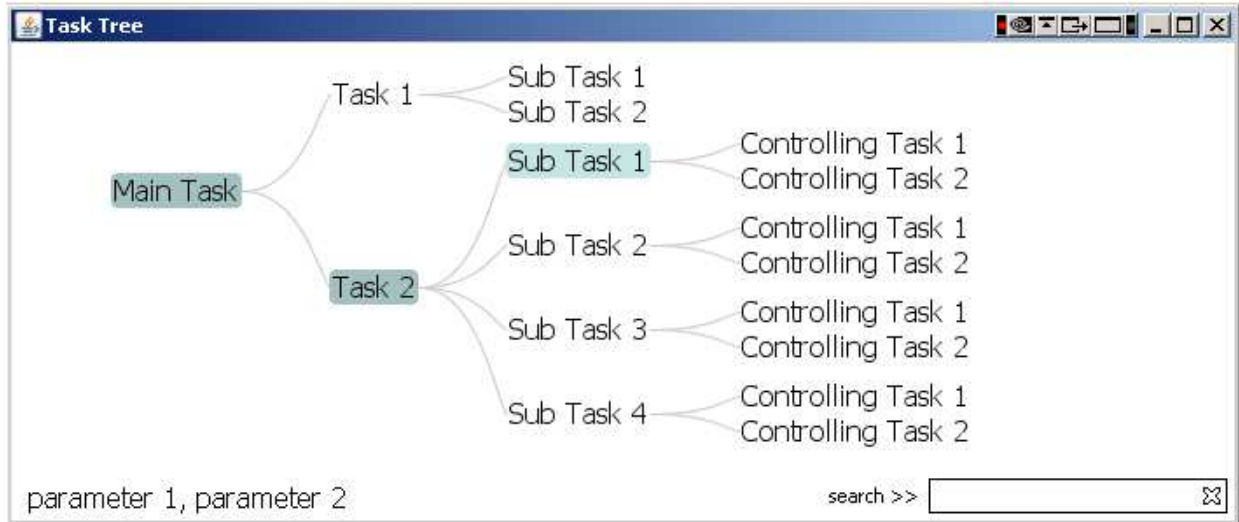 Task Tree
Task 1
Sub Task 1
Sub Task 2
Main Task
Task 2
Sub Task 1
Controlling Task 1
Controlling Task 2
Sub Task 2
Controlling Task 1
Controlling Task 2
Sub Task 3
Controlling Task 1
Controlling Task 2
Sub Task 4
Controlling Task 1
Controlling Task 2
parameter 1, parameter 2
search >>